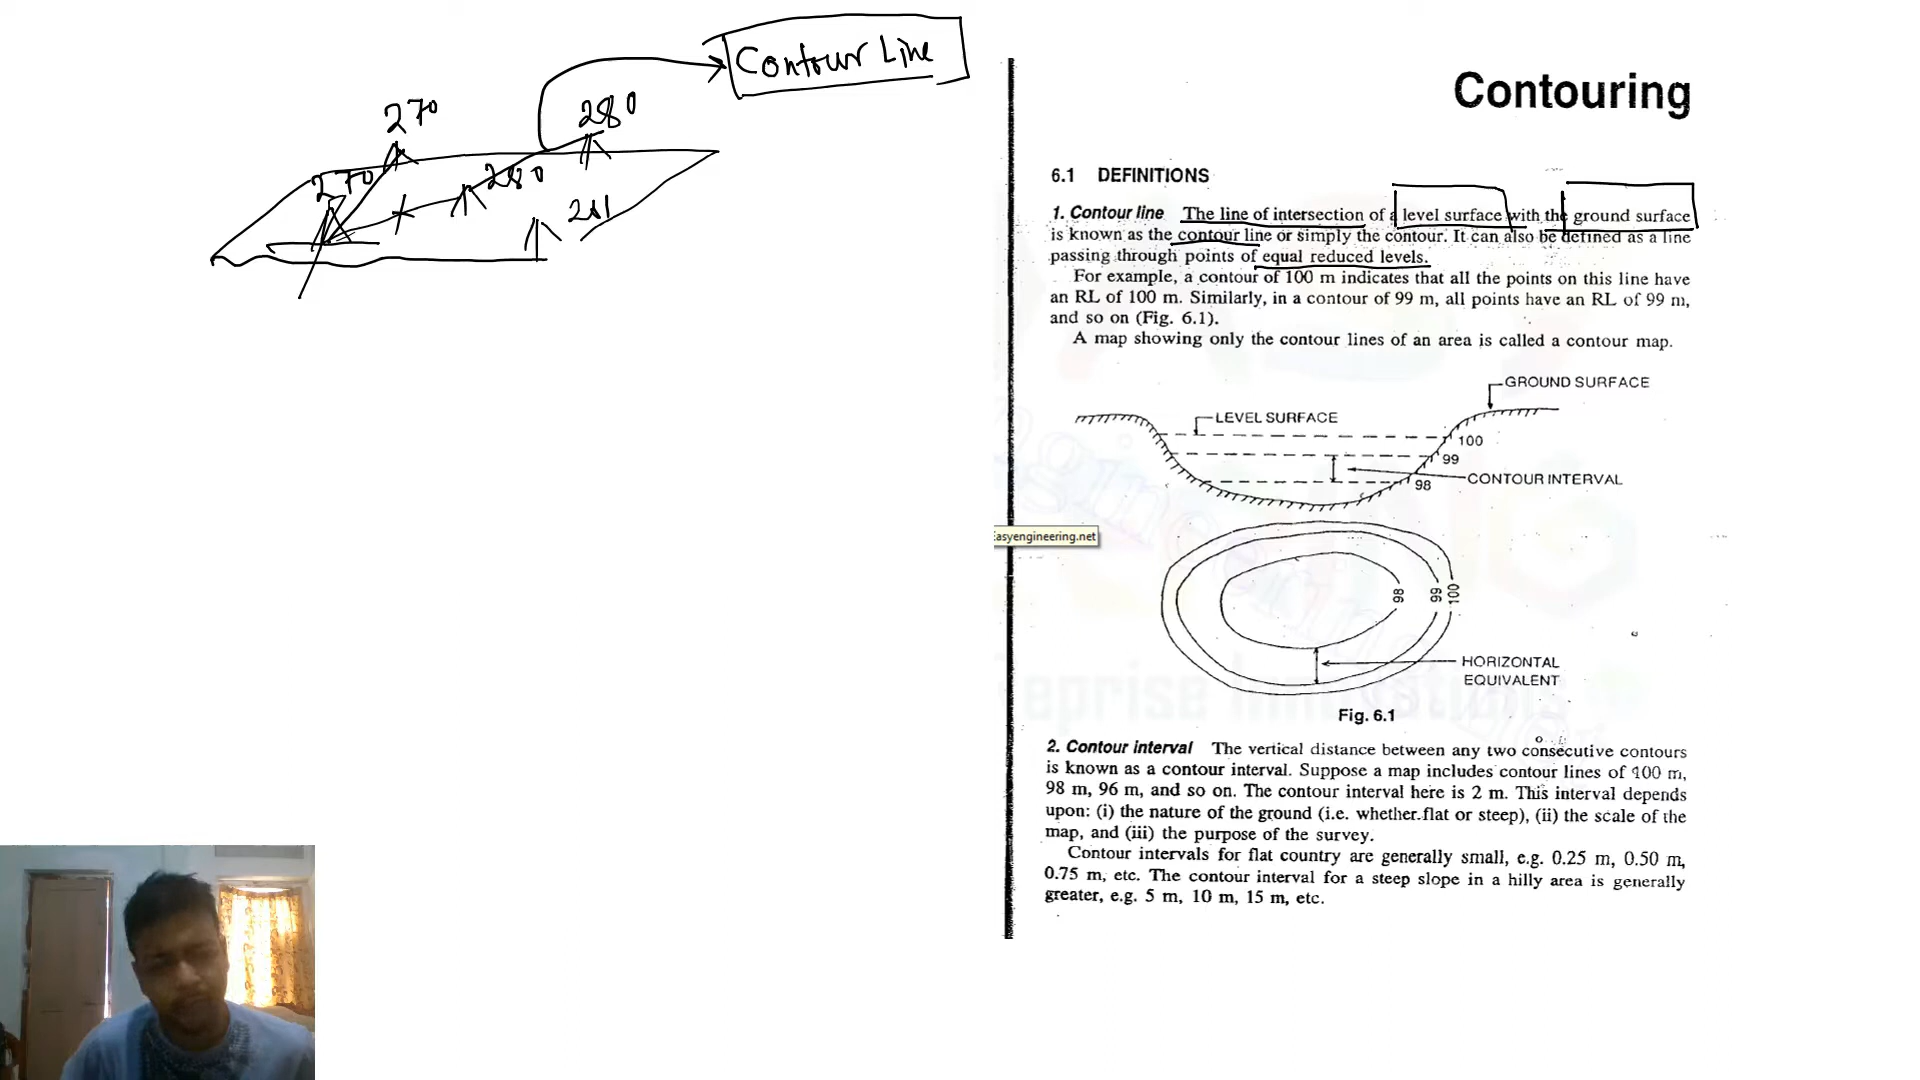 Contour Line
270
280
270
280
281
Contouring
6.1 DEFINITIONS
1. Contour line The line of intersection of a level surface with the ground surface
is known as the contour line or simply the contour. It can also be defined as a line
passing through points of equal reduced levels.
For example, a contour of 100 m indicates that all the points on this line have
an RL of 100 m. Similarly, in a contour of 99 m, all points have an RL of 99 m,
and so on (Fig. 6.1).
A map showing only the contour lines of an area is called a contour map.
GROUND SURFACE
LEVEL SURFACE
100
99
98
CONTOUR INTERVAL
asyengineering.net
98
99
100
HORIZONTAL
EQUIVALENT
Fig. 6.1
2. Contour interval The vertical distance between any two consecutive contours
is known as a contour interval. Suppose a map includes contour lines of 100 m,
98 m, 96 m, and so on. The contour interval here is 2 m. This interval depends
upon: (i) the nature of the ground (i.e. whether flat or steep), (ii) the scale of the
map, and (iii) the purpose of the survey.
Contour intervals for flat country are generally small, e.g. 0.25 m, 0.50 m,
0.75 m, etc. The contour interval for a steep slope in a hilly area is generally
greater, e.g. 5 m, 10 m, 15 m, etc.